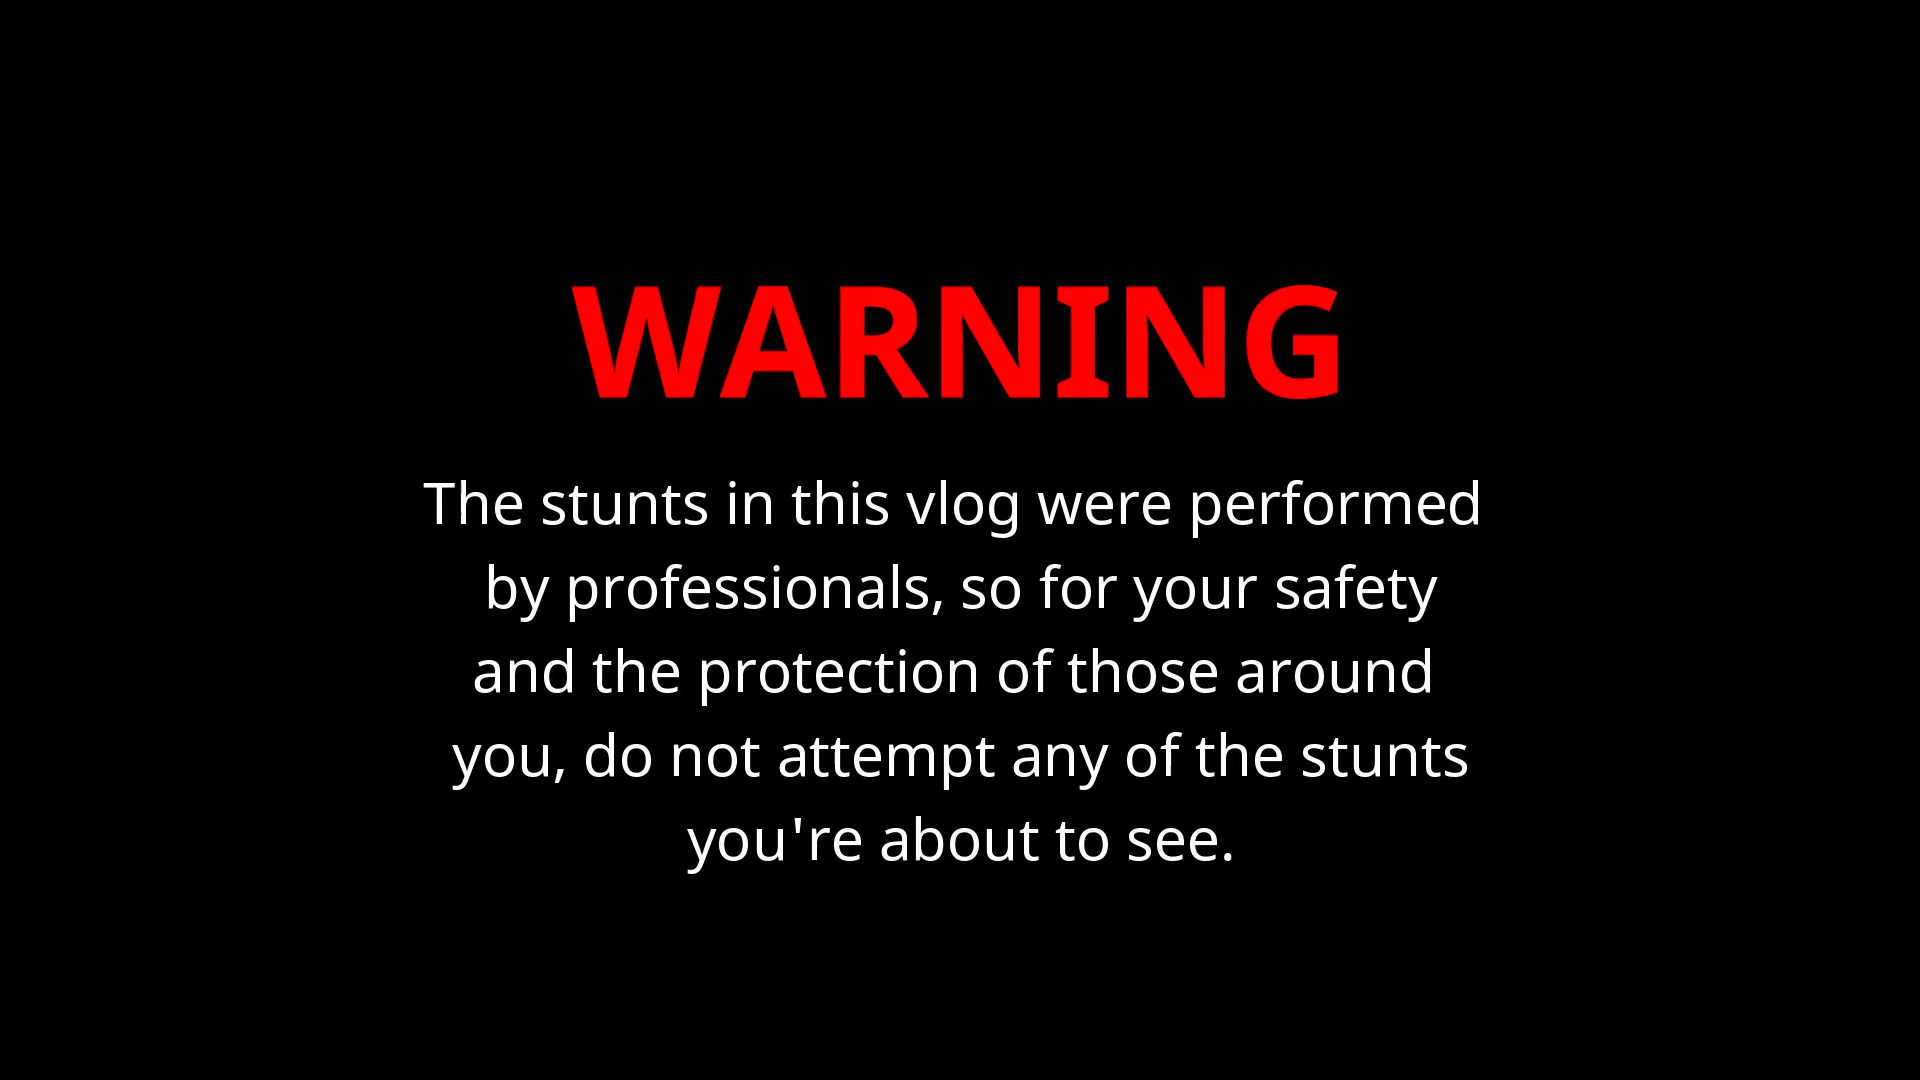 WARNING
The stunts in this vlog were performed
by professionals, so for your safety
and the protection of those around
you, do not attempt any of the stunts
you're about to see.